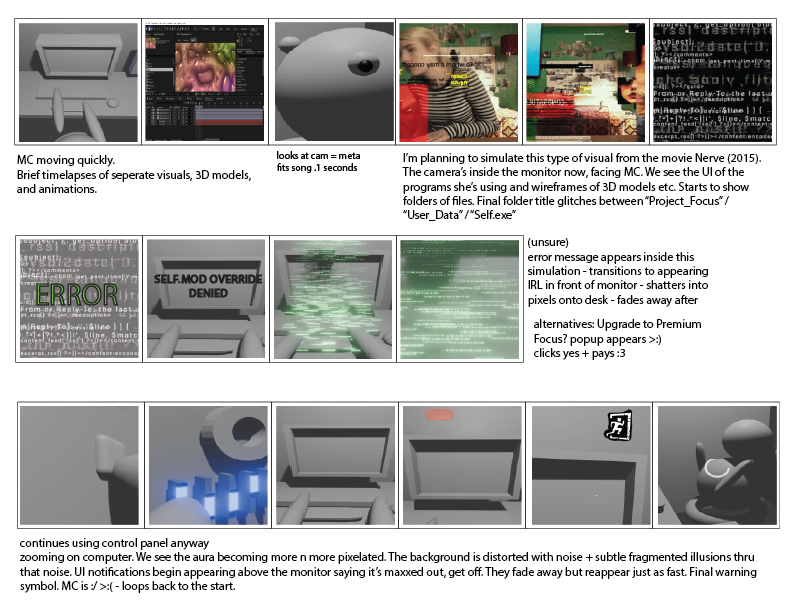 MC moving quickly.
Brief timelapses of seperate visuals, 3D models,
and animations.
looks at cam = meta
fits song .1 seconds
I'm planning to simulate this type of visual from the movie Nerve (2015).
The camera's inside the monitor now, facing MC. We see the UI of the
programs she's using and wireframes of 3D models etc. Starts to show
folders of files. Final folder title glitches between "Project_Focus" /
"User_Data" / "Self.exe"
ERROR
SELF.MOD OVERRIDE
DENIED
(unsure)
error message appears inside this
simulation - transitions to appearing
IRL in front of monitor - shatters into
pixels onto desk - fades away after
alternatives: Upgrade to Premium
Focus? popup appears >:)
clicks yes + pays :3
continues using control panel anyway
zooming on computer. We see the aura becoming more n more pixelated. The background is distorted with noise + subtle fragmented illusions thru
that noise. UI notifications begin appearing above the monitor saying it's maxxed out, get off. They fade away but reappear just as fast. Final warning
symbol. MC is :/ >:( - loops back to the start.